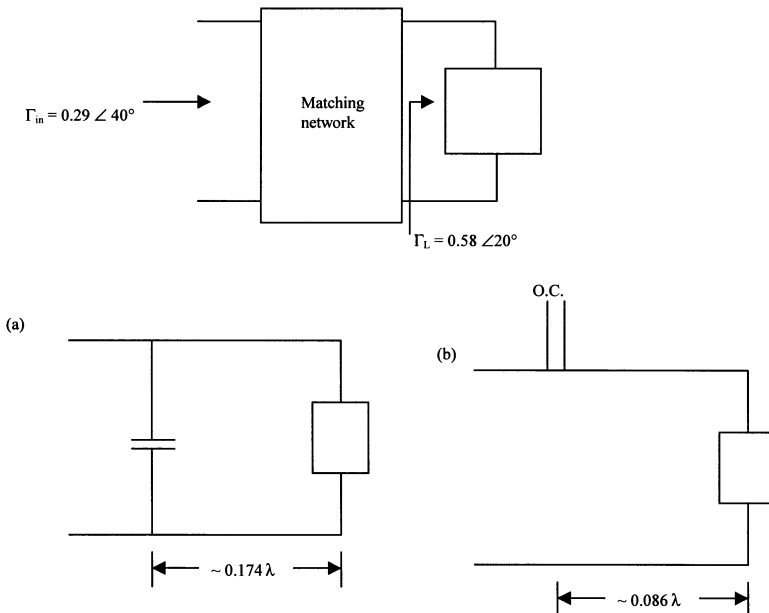 Matching
network
Γin = 0.29 ∠ 40°
ΓL = 0.58 ∠20°
(a)
O.C.
(b)
~ 0.174 λ
~ 0.086 λ